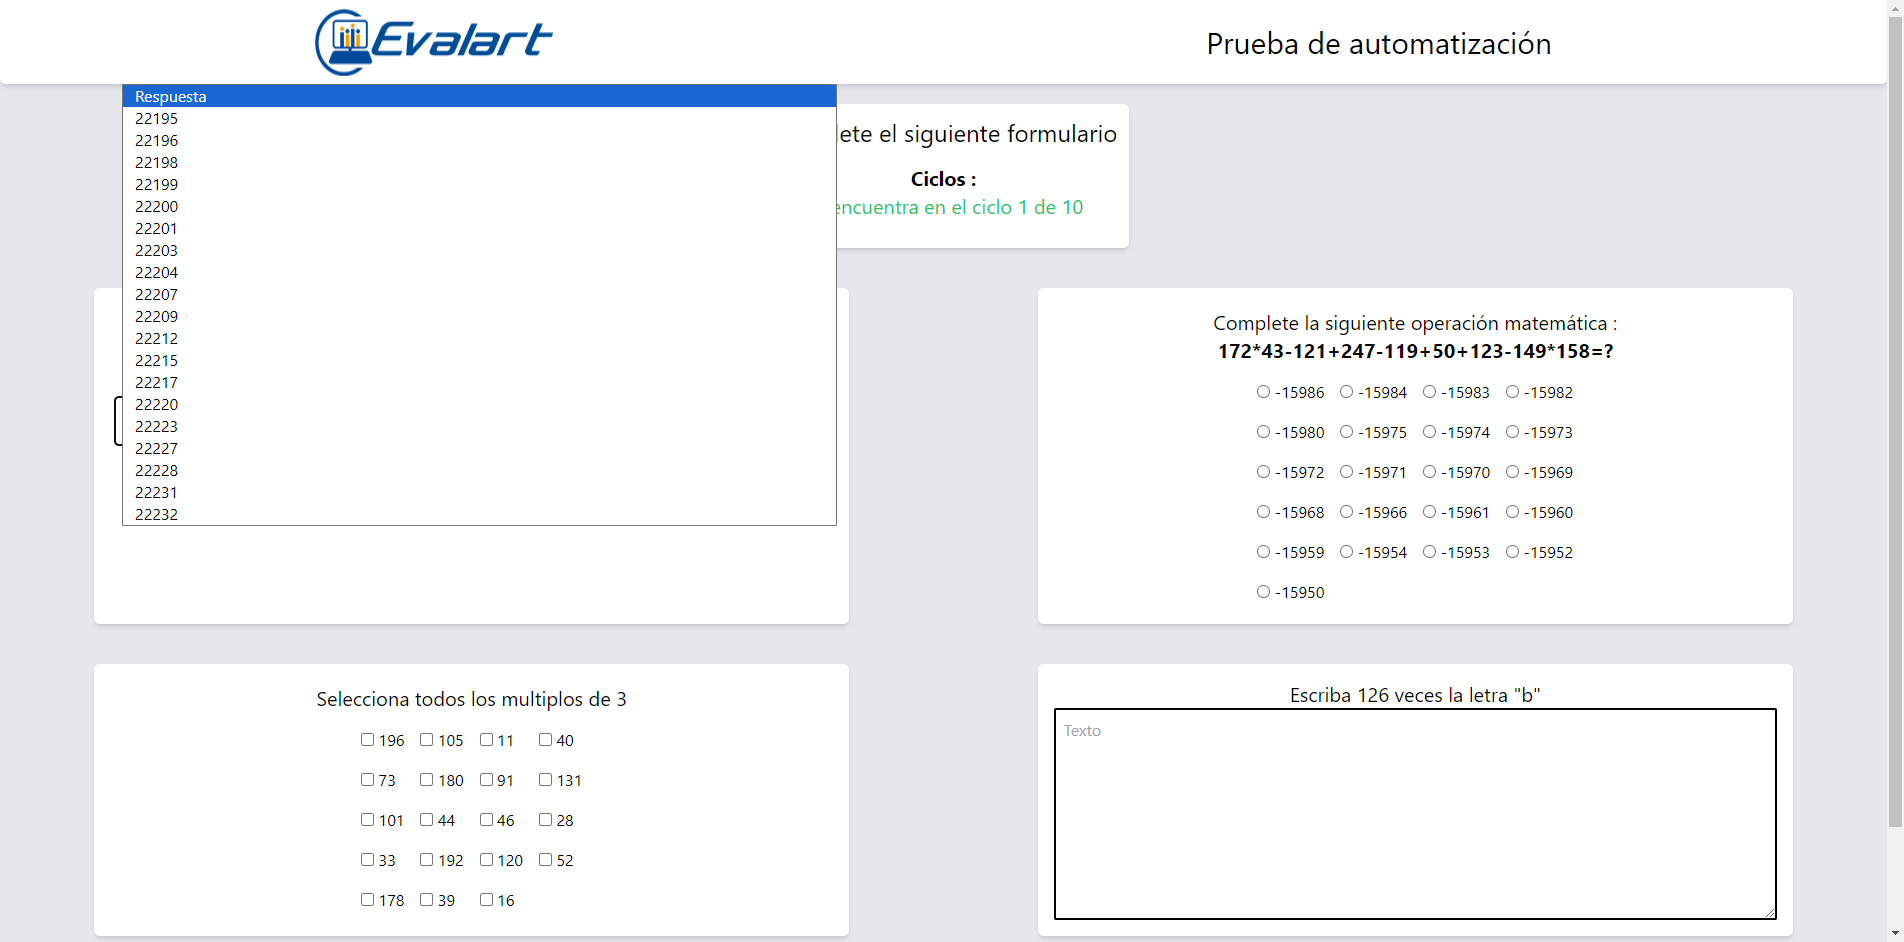 Evalart
Prueba de automatización
Respuesta
22195
22196
22198
22199
22200
22201
22203
22204
22207
22209
22212
22215
22217
22220
22223
22227
22228
22231
22232
lete el siguiente formulario
Ciclos :
encuentra en el ciclo 1 de 10
Complete la siguiente operación matemática :
172*43-121+247-119+50+123-149*158=?
-15986 -15984 -15983 -15982
-15980 -15975 -15974 -15973
-15972 -15971 -15970 -15969
-15968 -15966 -15961 -15960
-15959 -15954 -15953 -15952
-15950
Selecciona todos los multiplos de 3
196 105 11 40
73 180 91 131
101 44 46 28
33 192 120 52
178 39 16
Escriba 126 veces la letra "b"
Texto